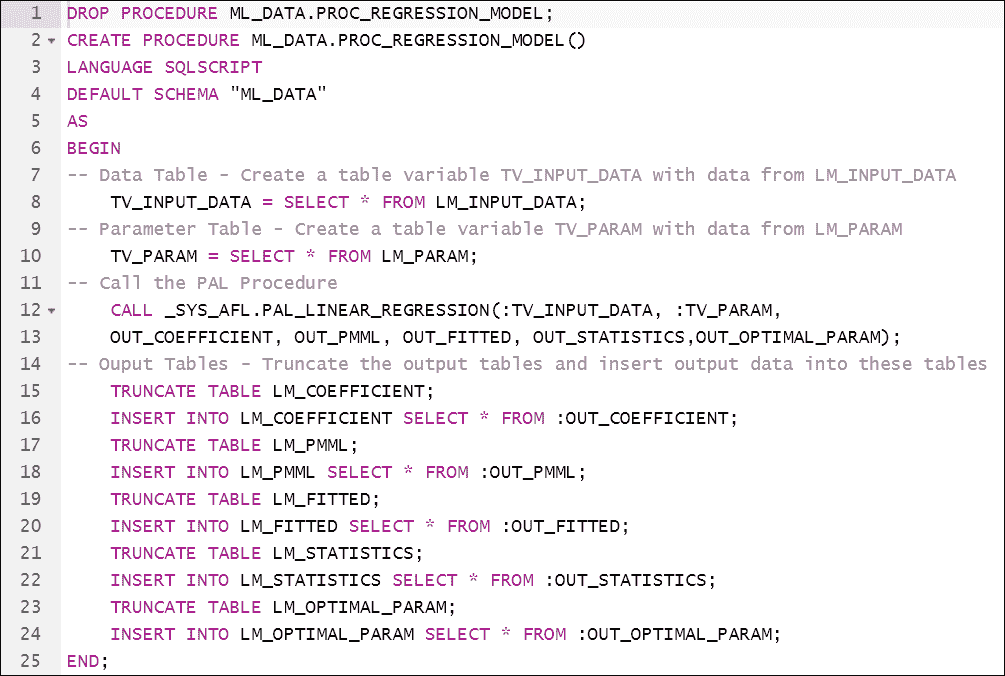 1 DROP PROCEDURE ML_DATA.PROC_REGRESSION_MODEL;
2 CREATE PROCEDURE ML_DATA.PROC_REGRESSION_MODEL()
3 LANGUAGE SQLSCRIPT
4 DEFAULT SCHEMA "ML_DATA"
5 AS
6 BEGIN
7 -- Data Table - Create a table variable TV_INPUT_DATA with data from LM_INPUT_DATA
8 TV_INPUT_DATA = SELECT * FROM LM_INPUT_DATA;
9 -- Parameter Table - Create a table variable TV_PARAM with data from LM_PARAM
10 TV_PARAM = SELECT * FROM LM_PARAM;
11 -- Call the PAL Procedure
12 CALL _SYS_AFL.PAL_LINEAR_REGRESSION(:TV_INPUT_DATA, :TV_PARAM,
13 OUT_COEFFICIENT, OUT_PMML, OUT_FITTED, OUT_STATISTICS,OUT_OPTIMAL_PARAM);
14 -- Ouput Tables - Truncate the output tables and insert output data into these tables
15 TRUNCATE TABLE LM_COEFFICIENT;
16 INSERT INTO LM_COEFFICIENT SELECT * FROM :OUT_COEFFICIENT;
17 TRUNCATE TABLE LM_PMML;
18 INSERT INTO LM_PMML SELECT * FROM :OUT_PMML;
19 TRUNCATE TABLE LM_FITTED;
20 INSERT INTO LM_FITTED SELECT * FROM :OUT_FITTED;
21 TRUNCATE TABLE LM_STATISTICS;
22 INSERT INTO LM_STATISTICS SELECT * FROM :OUT_STATISTICS;
23 TRUNCATE TABLE LM_OPTIMAL_PARAM;
24 INSERT INTO LM_OPTIMAL_PARAM SELECT * FROM :OUT_OPTIMAL_PARAM;
25 END;